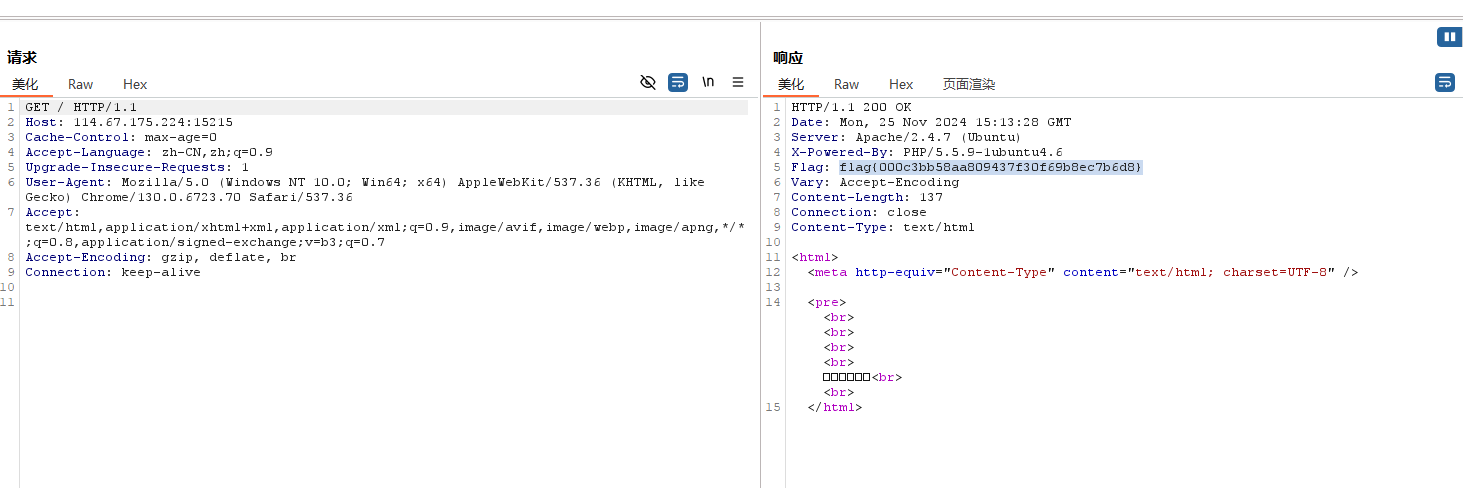 请求
美化 Raw Hex
\n
1 GET / HTTP/1.1
2 Host: 114.67.175.224:15215
3 Cache-Control: max-age=0
4 Accept-Language: zh-CN,zh;q=0.9
5 Upgrade-Insecure-Requests: 1
6 User-Agent: Mozilla/5.0 (Windows NT 10.0; Win64; x64) AppleWebKit/537.36 (KHTML, like
Gecko) Chrome/130.0.6723.70 Safari/537.36
7 Accept:
text/html,application/xhtml+xml,application/xml;q=0.9,image/avif,image/webp,image/apng,*/*
;q=0.8,application/signed-exchange;v=b3;q=0.7
8 Accept-Encoding: gzip, deflate, br
9 Connection: keep-alive
10
11
响应
美化 Raw Hex 页面渲染
1 HTTP/1.1 200 OK
2 Date: Mon, 25 Nov 2024 15:13:28 GMT
3 Server: Apache/2.4.7 (Ubuntu)
4 X-Powered-By: PHP/5.5.9-1ubuntu4.6
5 Flag: flag{000c3bb58aa809437f30f69b8ec7b6d8}
6 Vary: Accept-Encoding
7 Content-Length: 137
8 Connection: close
9 Content-Type: text/html
10
11 <html>
12 <meta http-equiv="Content-Type" content="text/html; charset=UTF-8" />
13
14 <pre>
<br>
<br>
<br>
<br>
□□□□□□<br>
<br>
15 </html>